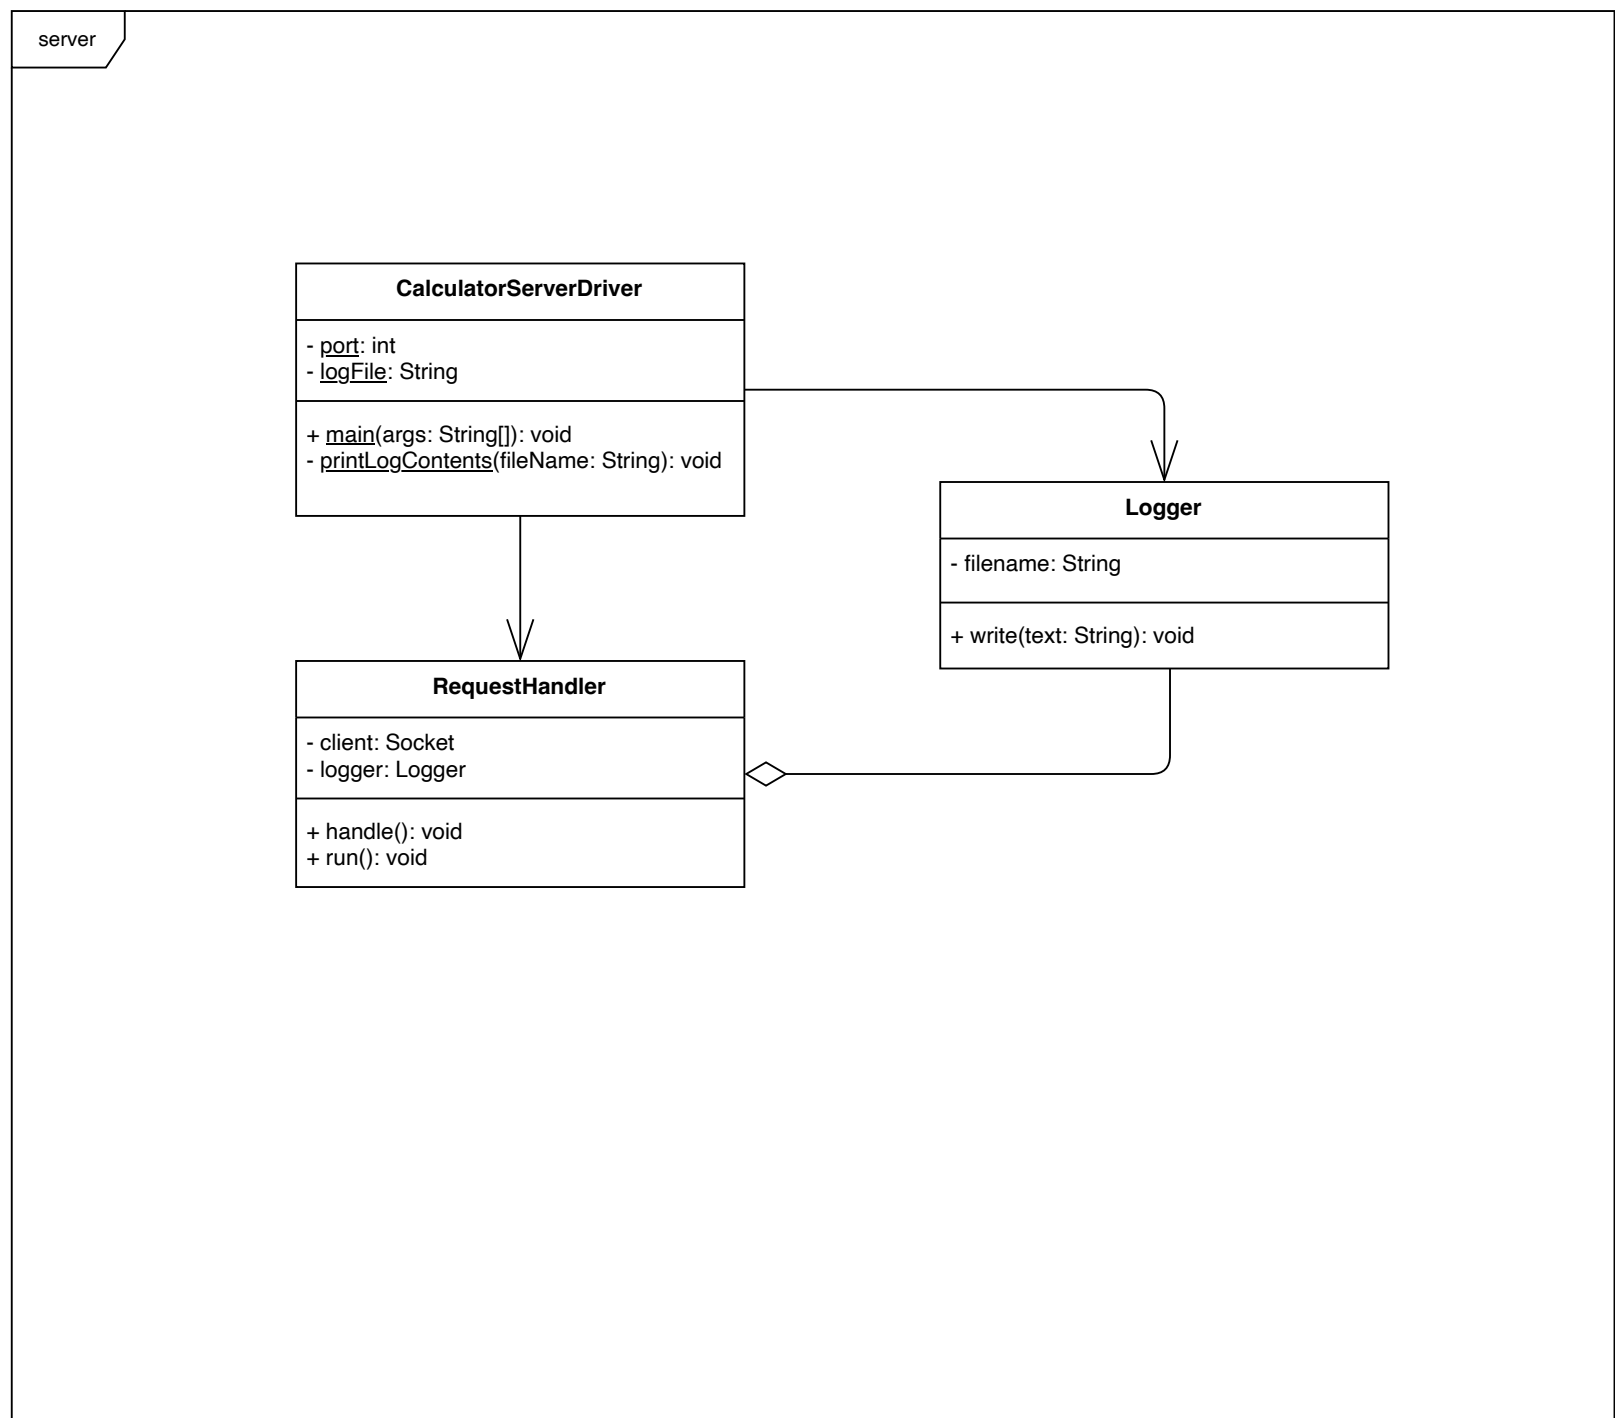 server
CalculatorServerDriver
- port: int
- logFile: String
+ main(args: String[]): void
- printLogContents(fileName: String): void
Logger
- filename: String
+ write(text: String): void
RequestHandler
- client: Socket
- logger: Logger
+ handle(): void
+ run(): void